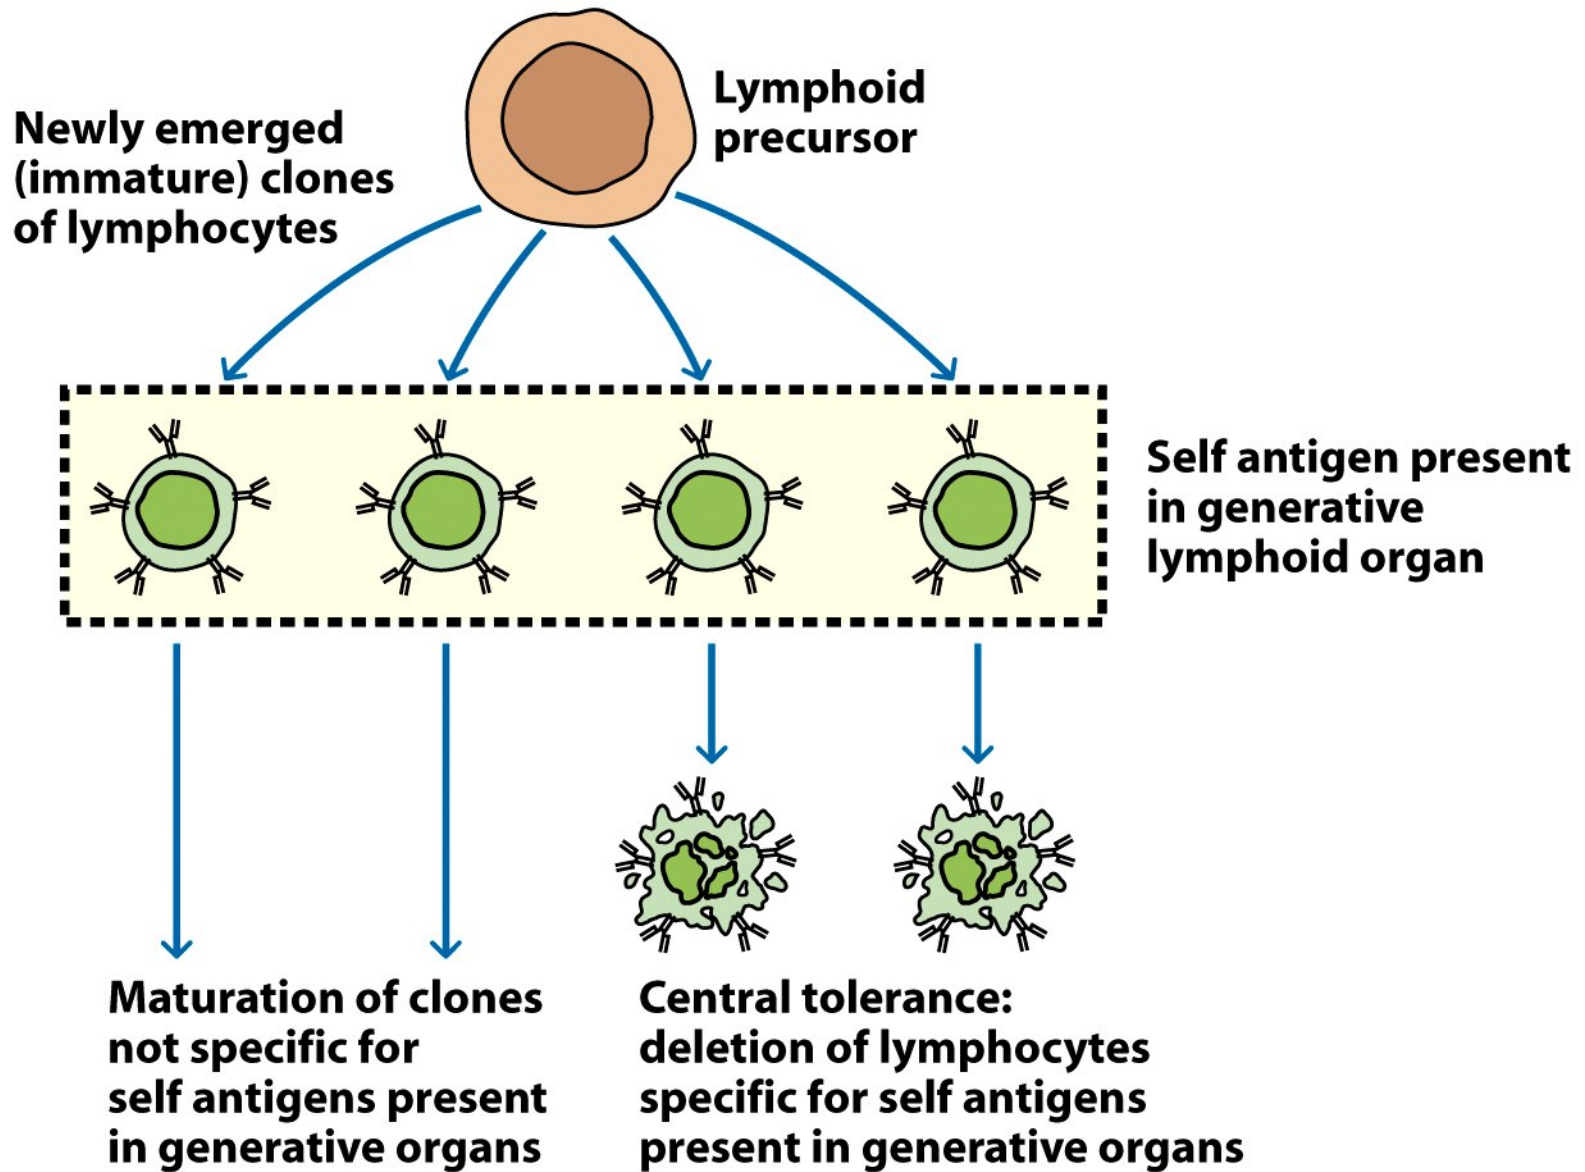 Lymphoid
precursor
Newly emerged
(immature) clones
of lymphocytes
Self antigen present
in generative
lymphoid organ
Maturation of clones
not specific for
self antigens present
in generative organs
Central tolerance:
deletion of lymphocytes
specific for self antigens
present in generative organs